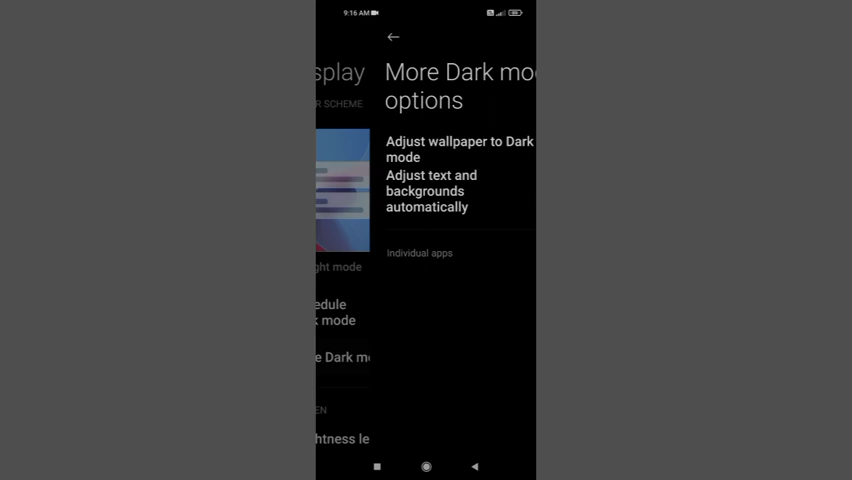 9:16 AM
splay
More Dark mo
options
R SCHEME
Adjust wallpaper to Dark
mode
Adjust text and
backgrounds
automatically
Individual apps
ght mode
edule
k mode
e Dark m
EN
htness le